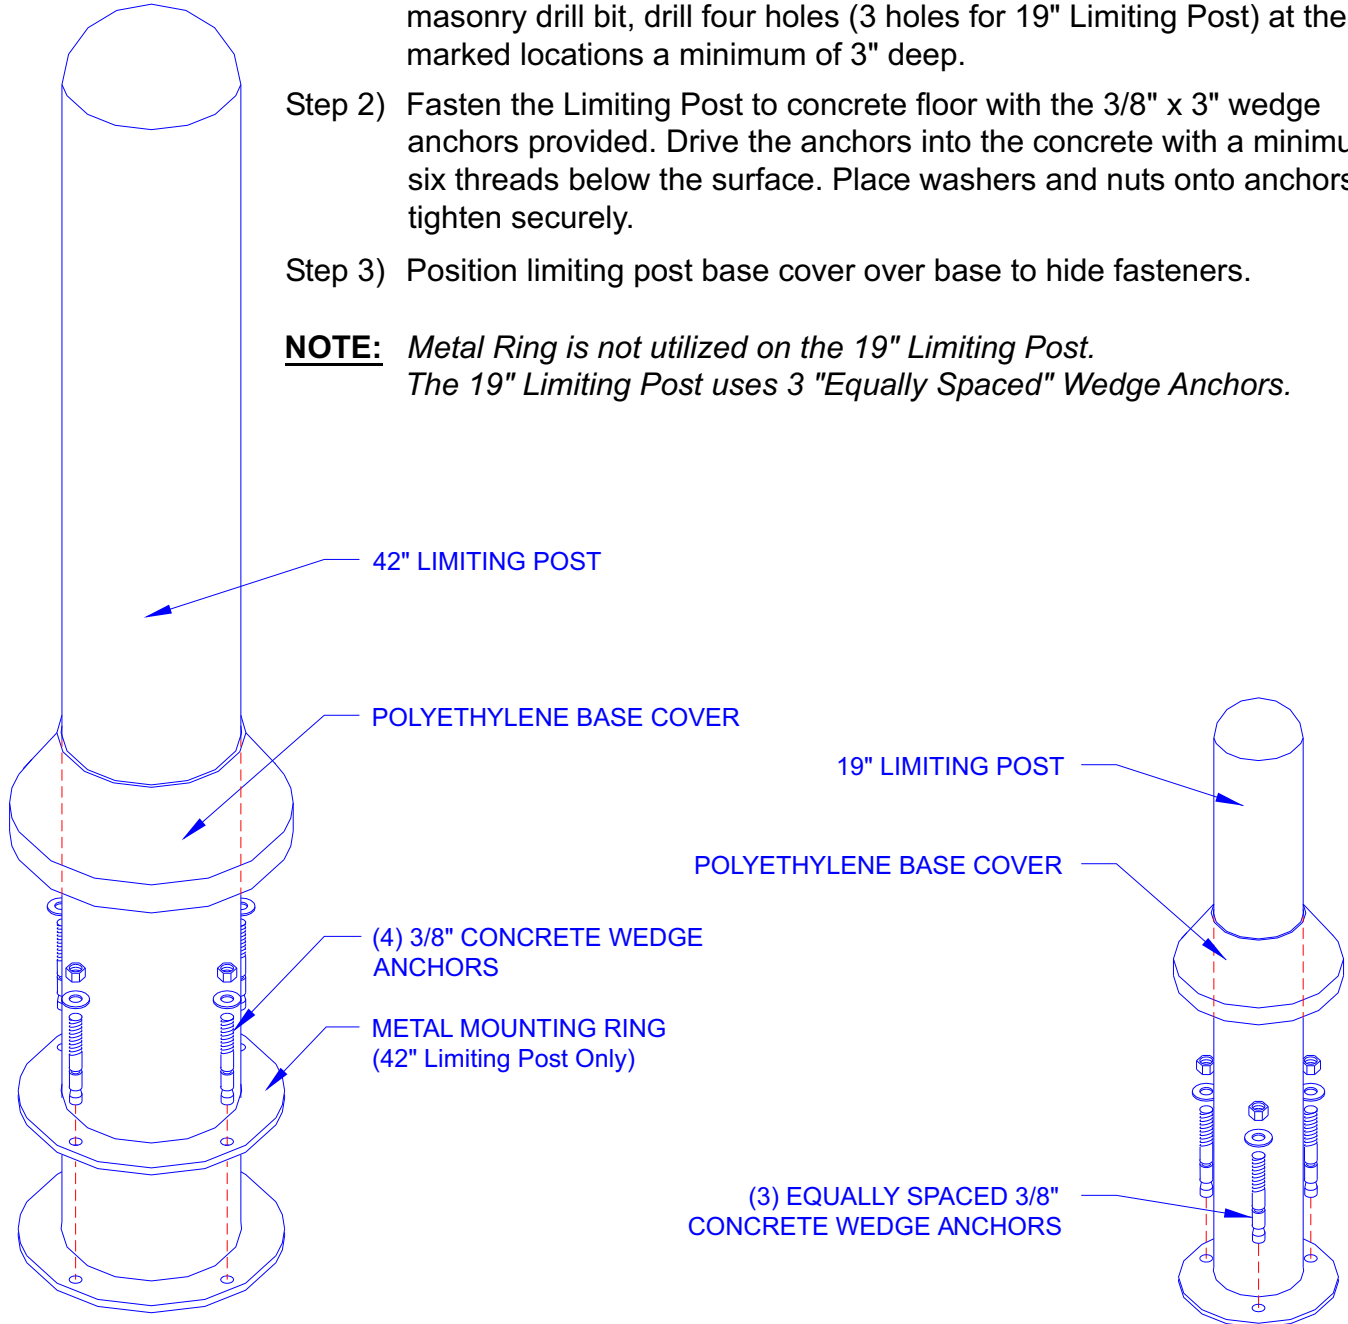 masonry drill bit, drill four holes (3 holes for 19" Limiting Post) at the
marked locations a minimum of 3" deep.
Step 2) Fasten the Limiting Post to concrete floor with the 3/8" x 3" wedge
anchors provided. Drive the anchors into the concrete with a
six threads below the surface. Place washers and nuts onto
tighten securely.
Step 3) Position limiting post base cover over base to hide fasteners.
NOTE: Metal Ring is not utilized on the 19" Limiting Post.
The 19" Limiting Post uses 3 "Equally Spaced" Wedge Anchors.
42" LIMITING POST
POLYETHYLENE BASE COVER
(4) 3/8" CONCRETE WEDGE
ANCHORS
METAL MOUNTING RING
(42" Limiting Post Only)
19" LIMITING POST
POLYETHYLENE BASE COVER
(3) EQUALLY SPACED 3/8"
CONCRETE WEDGE ANCHORS